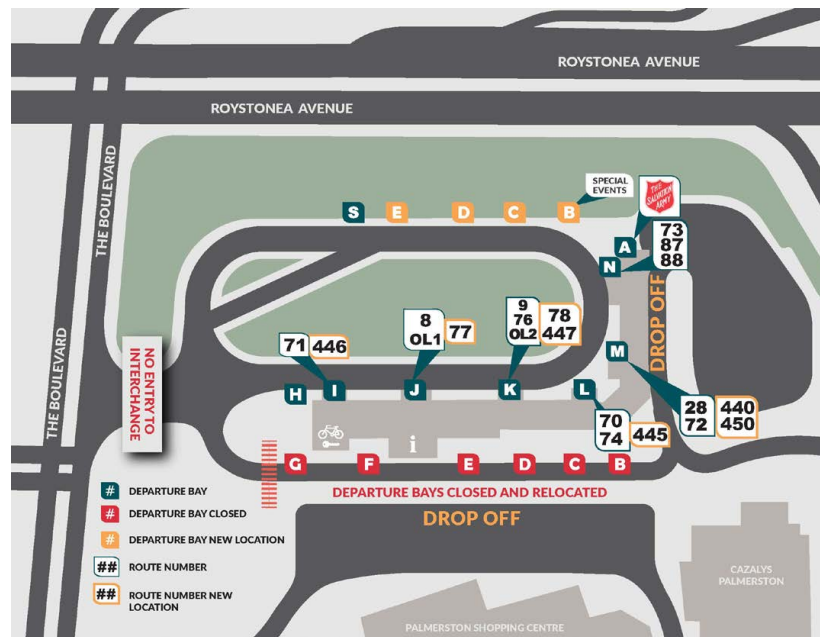 ROYSTONEA AVENUE
ROYSTONEA AVENUE
THE BOULEVARD
THE BOULEVARD
SPECIAL
EVENTS
THE
SALVATION
ARMY
S
E
D
C
B
A
N
73
87
88
DROP OFF
NO ENTRY TO
INTERCHANGE
71
446
8
OL1
77
9
76
OL2
78
447
M
H
I
J
K
L
28
72
440
450
70
74
445
i
G
F
E
D
C
B
DEPARTURE BAYS CLOSED AND RELOCATED
DROP OFF
# DEPARTURE BAY
# DEPARTURE BAY CLOSED
# DEPARTURE BAY NEW LOCATION
## ROUTE NUMBER
## ROUTE NUMBER NEW
LOCATION
CAZALYS
PALMERSTON
PALMERSTON SHOPPING CENTRE